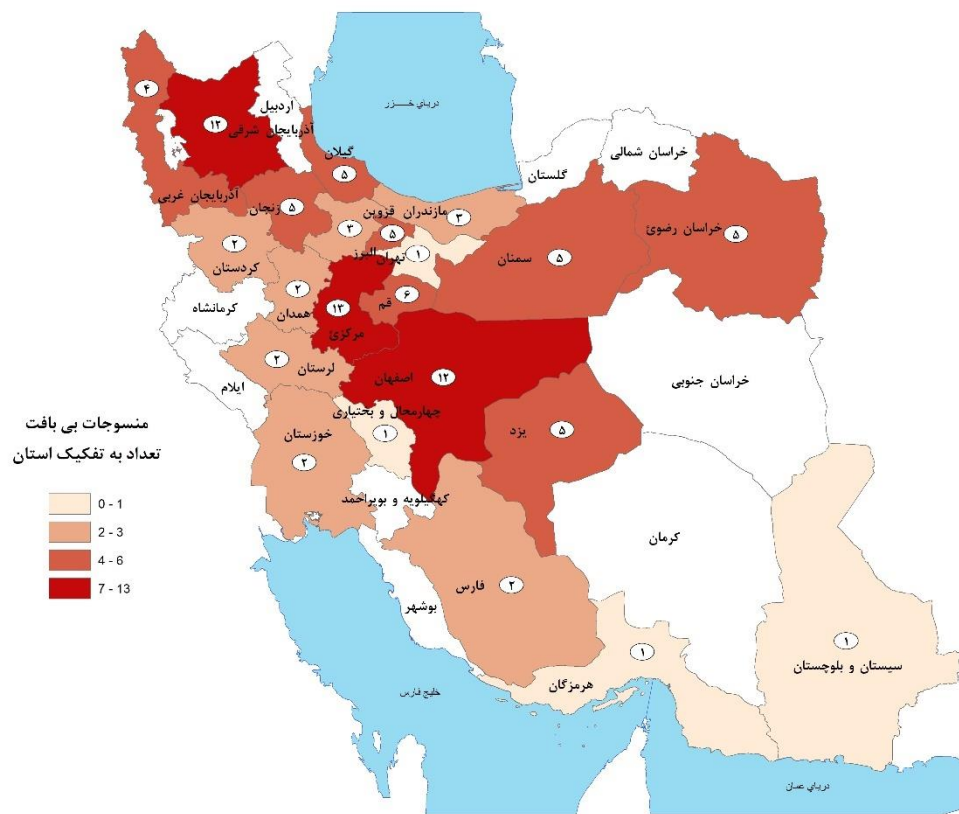 دریای خـــزر
۴
اردبیل
۱۲
آذربایجان شرقی
گیلان
۵
آذربایجان غربی
زنجان
۵
خراسان شمالی
گلستان
مازندران
۳
قزوین
۳
البرز
۵
تهران
۱
خراسان رضوئ
۵
سمنان
۵
۲
کردستان
۲
همدان
کرمانشاه
قم
۶
۱۳
مرکزئ
۲
لرستان
ایلام
اصفهان
۱۲
خراسان جنوبی
چهارمحال و بختیاری
۱
یزد
۵
خوزستان
۲
کهگیلویه و بویراحمد
کرمان
فارس
۲
بوشهر
۱
هرمزگان
۱
سیستان و بلوچستان
خلیج فارس
دریای عمان
منسوجات بی بافت
تعداد به تفکیک استان
0 - 1
2 - 3
4 - 6
7 - 13